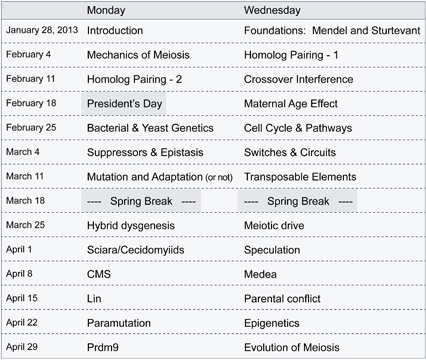 Monday Wednesday
January 28, 2013 Introduction Foundations: Mendel and Sturtevant
February 4 Mechanics of Meiosis Homolog Pairing - 1
February 11 Homolog Pairing - 2 Crossover Interference
February 18 President's Day Maternal Age Effect
February 25 Bacterial & Yeast Genetics Cell Cycle & Pathways
March 4 Suppressors & Epistasis Switches & Circuits
March 11 Mutation and Adaptation (or not) Transposable Elements
March 18 ---- Spring Break ---- ---- Spring Break ----
March 25 Hybrid dysgenesis Meiotic drive
April 1 Sciara/Cecidomyiids Speculation
April 8 CMS Medea
April 15 Lin Parental conflict
April 22 Paramutation Epigenetics
April 29 Prdm9 Evolution of Meiosis